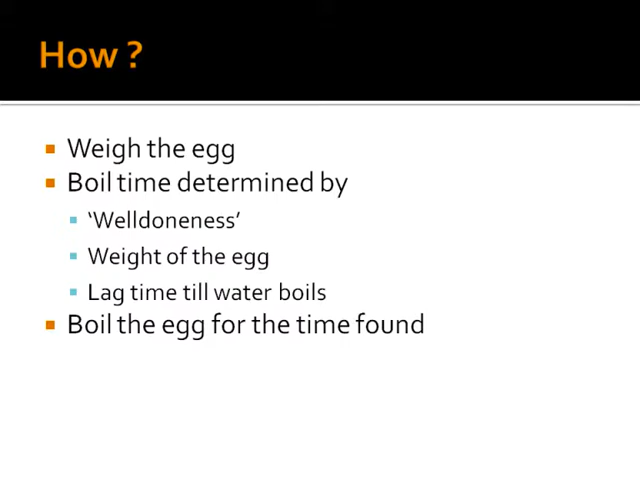 How ?
Weigh the egg
Boil time determined by
‘Welldoneness’
Weight of the egg
Lag time till water boils
Boil the egg for the time found